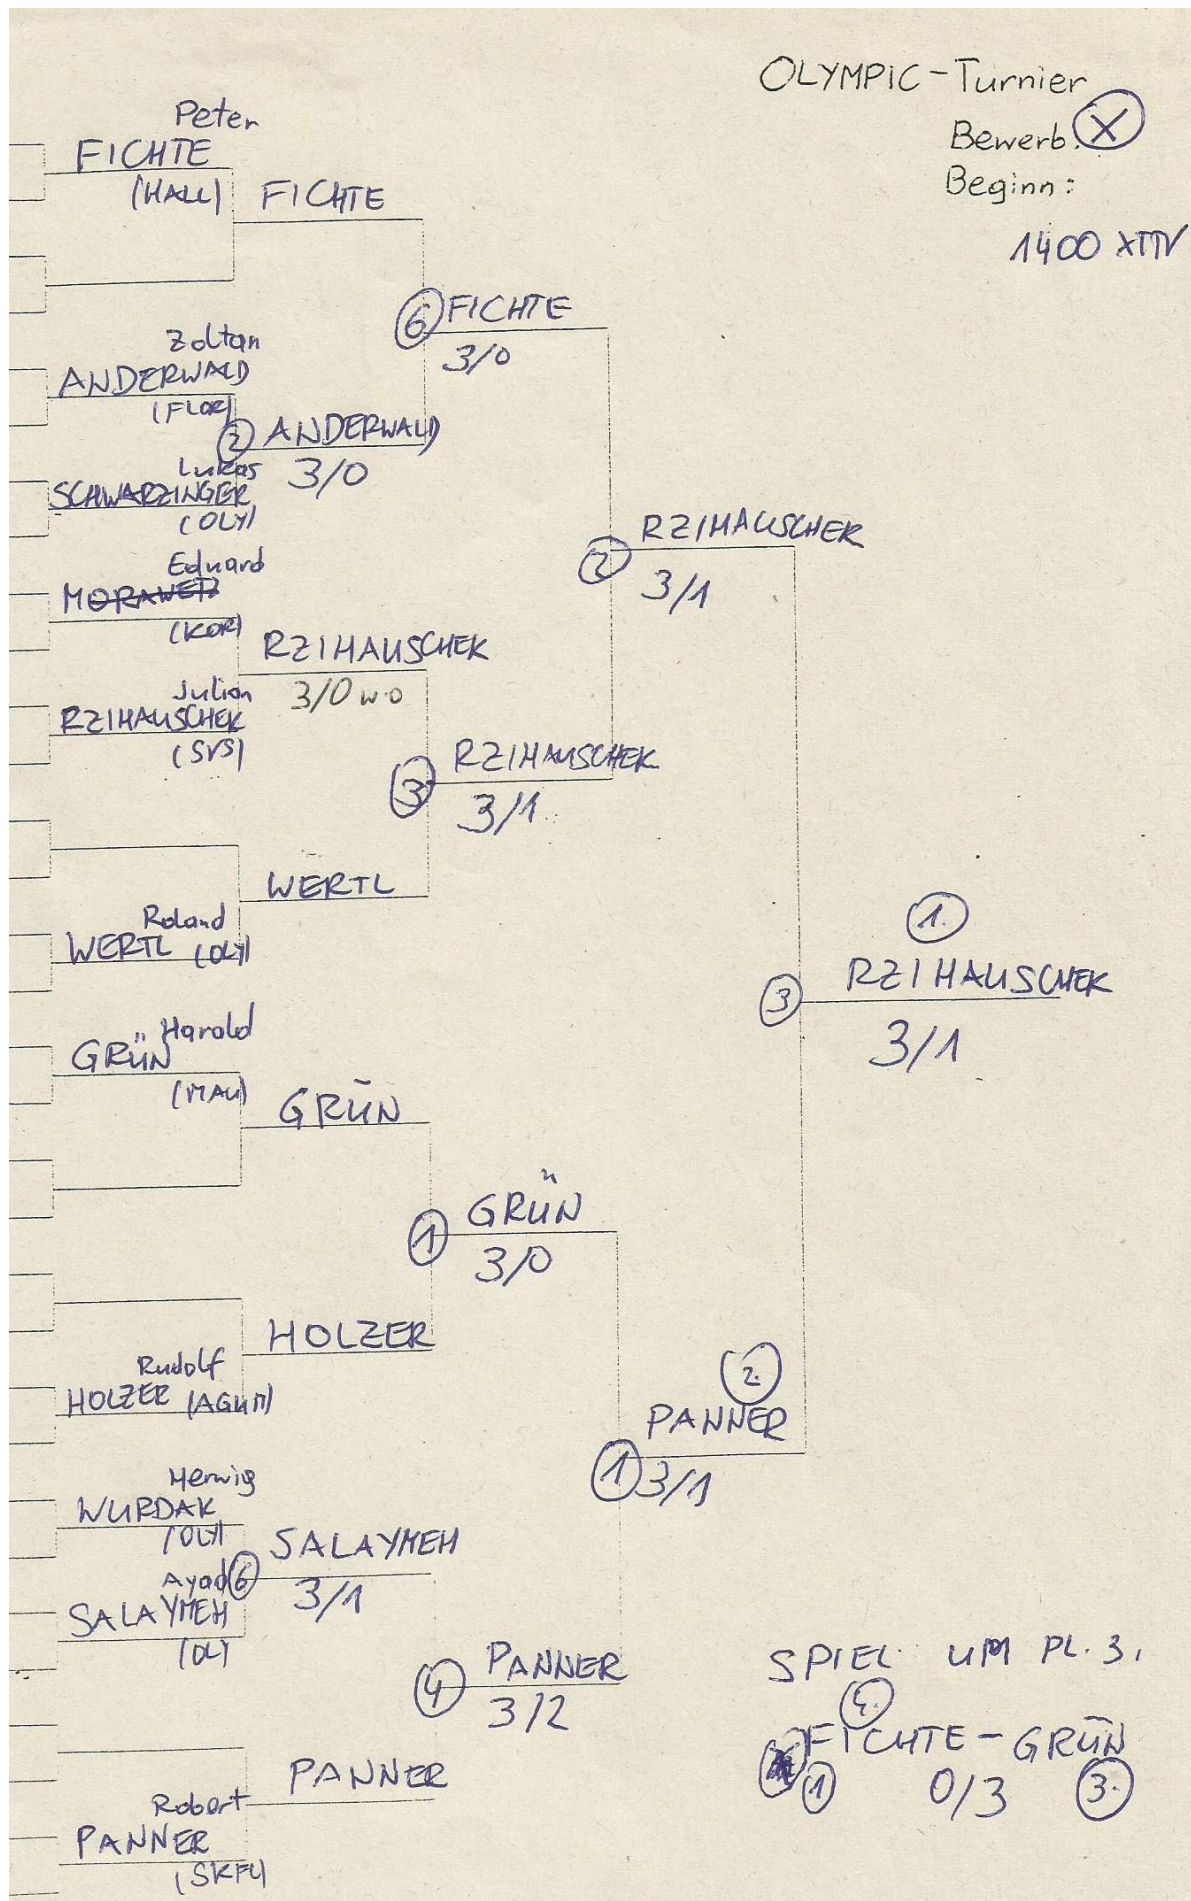 OLYMPIC-Turnier
Bewerb: X
Beginn:
1400 XTTV
Peter
FICHTE
(HALL)
FICHTE
Zoltan
ANDERWALD
(FLOR)
2 ANDERWALD
3/0
Lukas
SCHWARZINGER
(OLY)
6 FICHTE
3/0
Eduard
MORAWETZ
(KOR)
RZIHAUSCHEK
3/0 w.o
Julian
RZIHAUSCHEK
(SVS)
2 RZIHAUSCHEK
3/1
3 RZIHAUSCHEK
3/1
WERTL
Roland
WERTL (OLY)
1.
3 RZIHAUSCHEK
3/1
Harald
GRÜN
(MAU)
GRÜN
1 GRÜN
3/0
HOLZER
Rudolf
HOLZER (AGUM)
2.
PANNER
1 3/1
Herwig
WURDAK
(OLY)
6 SALAYMEH
3/1
Ayad
SALAYMEH
(OLY)
4 PANNER
3/2
PANNER
Robert
PANNER
(SKFL)
SPIEL UM PL. 3.
4.
FICHTE - GRÜN
1 0/3 3.